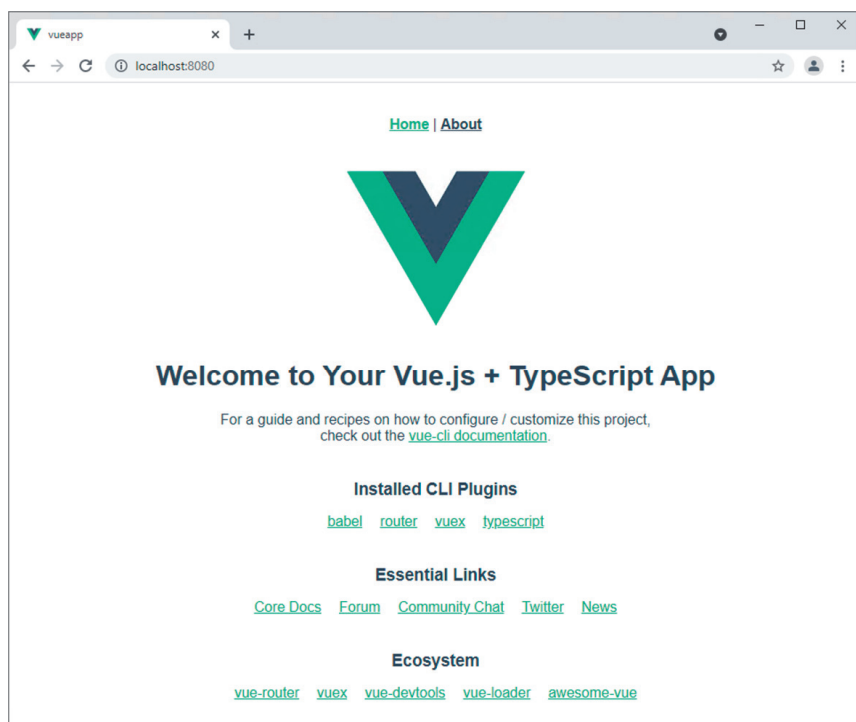 vueapp
localhost:8080
Home | About
Welcome to Your Vue.js + TypeScript App
For a guide and recipes on how to configure / customize this project,
check out the vue-cli documentation.
Installed CLI Plugins
babel router vuex typescript
Essential Links
Core Docs Forum Community Chat Twitter News
Ecosystem
vue-router vuex vue-devtools vue-loader awesome-vue